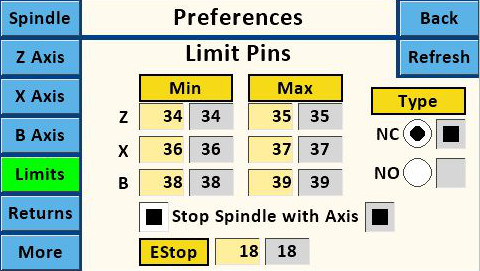 Spindle Preferences Back
Z Axis Limit Pins Refresh
X Axis Min Max Type
Z 34 34 35 35
B Axis NC
X 36 36 37 37
Limits NO
B 38 38 39 39
Returns Stop Spindle with Axis
More EStop 18 18